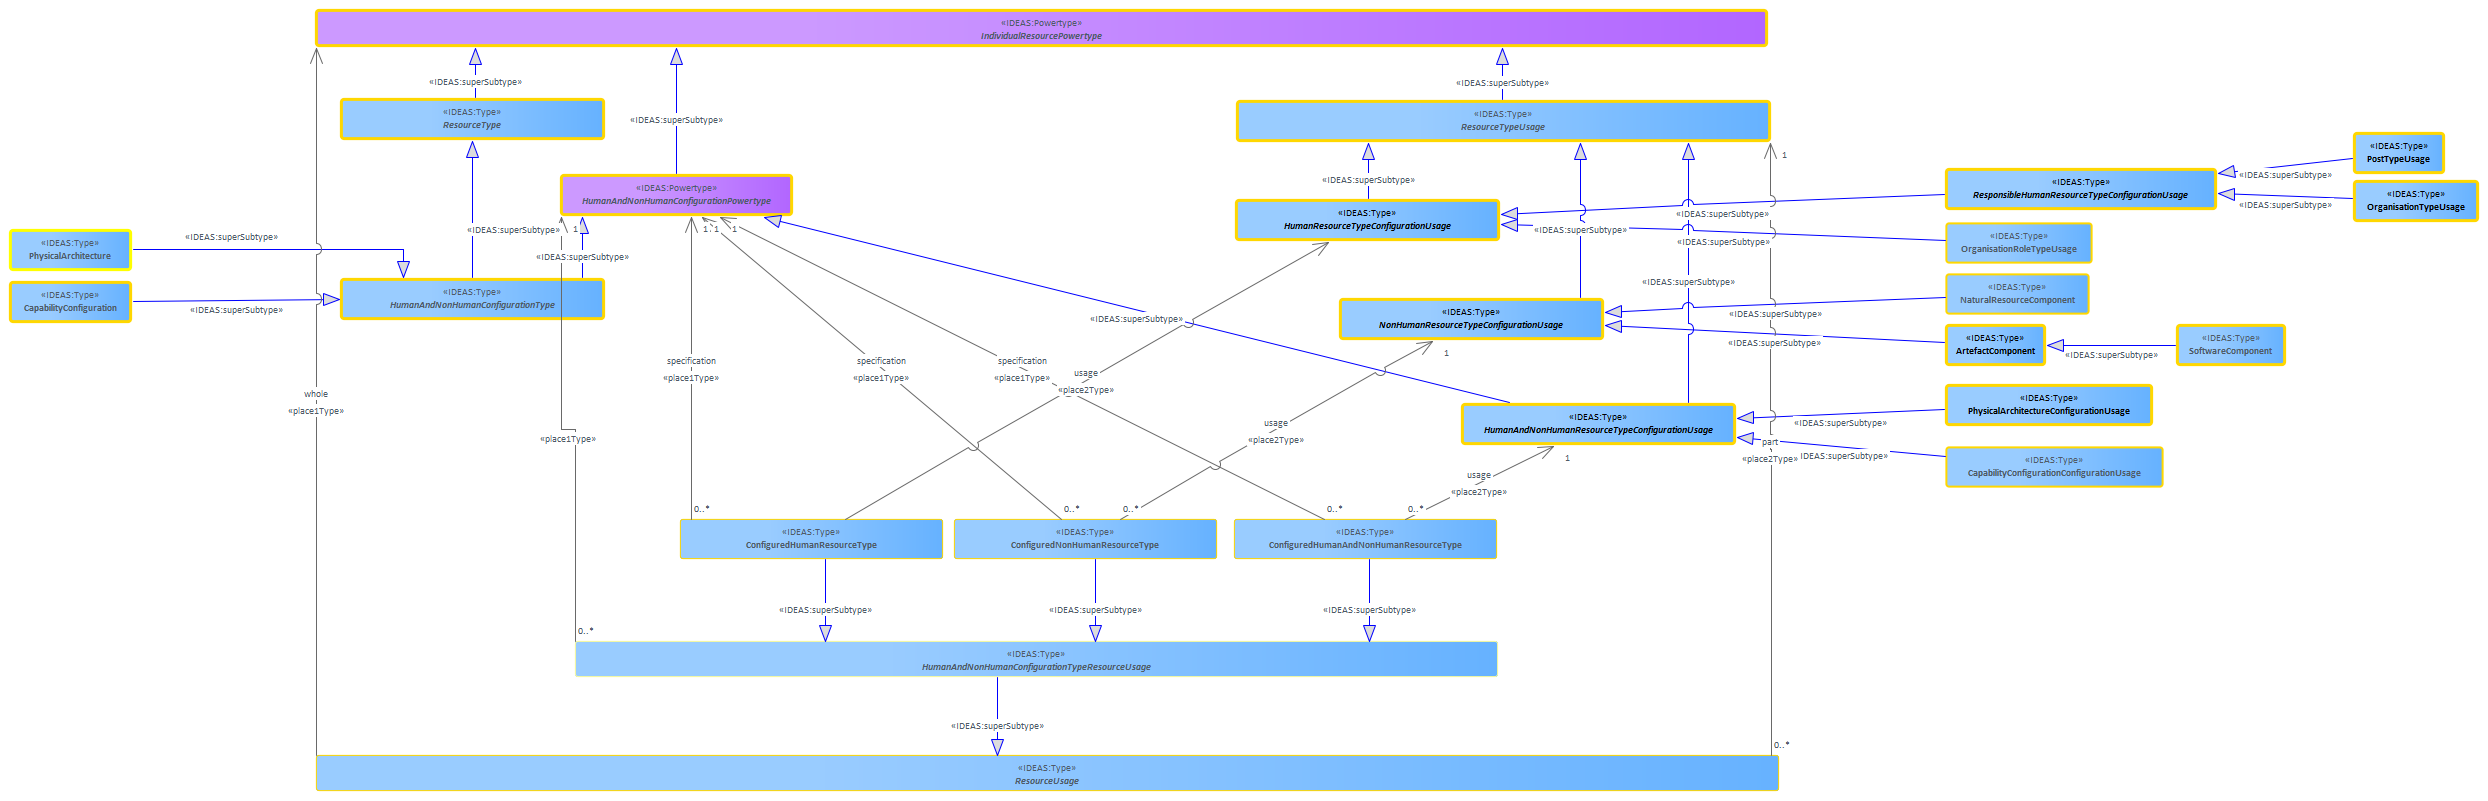 «IDEAS:Powertype»
IndividualResourcePowertype
«IDEAS:superSubtype»
«IDEAS:superSubtype»
«IDEAS:superSubtype»
«IDEAS:Type»
ResourceType
«IDEAS:Type»
ResourceTypeUsage
1
«IDEAS:Type»
PostTypeUsage
«IDEAS:superSubtype»
«IDEAS:Type»
OrganisationTypeUsage
«IDEAS:superSubtype»
«IDEAS:Type»
ResponsibleHumanResourceTypeConfigurationUsage
«IDEAS:Powertype»
HumanAndNonHumanConfigurationPowertype
«IDEAS:superSubtype»
«IDEAS:Type»
HumanResourceTypeConfigurationUsage
«IDEAS:superSubtype»
«IDEAS:superSubtype»
«IDEAS:superSubtype»
«IDEAS:superSubtype»
1
1
1
1
«IDEAS:Type»
OrganisationRoleTypeUsage
«IDEAS:Type»
PhysicalArchitecture
«IDEAS:superSubtype»
«IDEAS:superSubtype»
«IDEAS:Type»
CapabilityConfiguration
«IDEAS:superSubtype»
«IDEAS:Type»
HumanAndNonHumanConfigurationType
«IDEAS:superSubtype»
«IDEAS:Type»
NaturalResourceComponent
«IDEAS:superSubtype»
«IDEAS:Type»
NonHumanResourceTypeConfigurationUsage
«IDEAS:superSubtype»
«IDEAS:superSubtype»
«IDEAS:Type»
ArtefactComponent
«IDEAS:superSubtype»
«IDEAS:Type»
SoftwareComponent
1
specification
«place1Type»
specification
«place1Type»
specification
«place1Type»
usage
«place2Type»
whole
«place1Type»
«place1Type»
usage
«place2Type»
«IDEAS:Type»
HumanAndNonHumanResourceTypeConfigurationUsage
«IDEAS:Type»
PhysicalArchitectureConfigurationUsage
«IDEAS:superSubtype»
part
«place2Type»
IDEAS:superSubtype»
«IDEAS:Type»
CapabilityConfigurationConfigurationUsage
1
usage
«place2Type»
0..*
0..*
0..*
0..*
0..*
«IDEAS:Type»
ConfiguredHumanResourceType
«IDEAS:Type»
ConfiguredNonHumanResourceType
«IDEAS:Type»
ConfiguredHumanAndNonHumanResourceType
«IDEAS:superSubtype»
«IDEAS:superSubtype»
«IDEAS:superSubtype»
0..*
«IDEAS:Type»
HumanAndNonHumanConfigurationTypeResourceUsage
«IDEAS:superSubtype»
0..*
«IDEAS:Type»
ResourceUsage